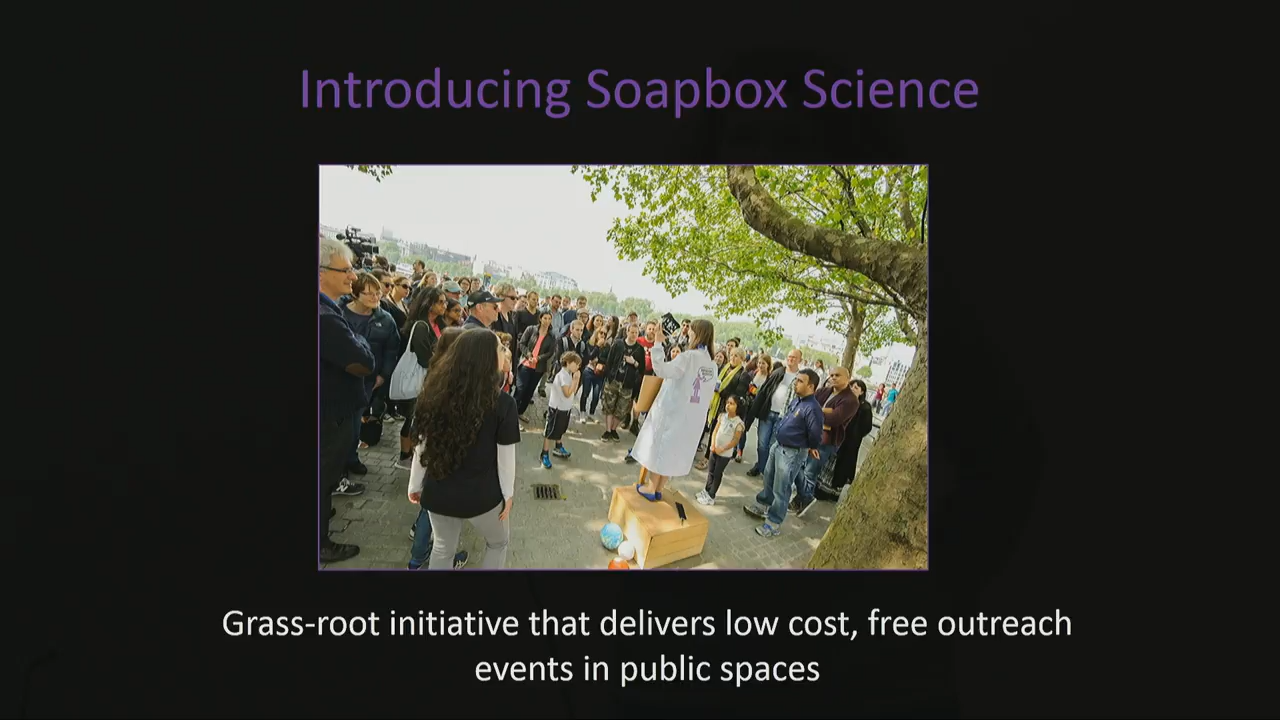 Introducing Soapbox Science
Grass-root initiative that delivers low cost, free outreach
events in public spaces